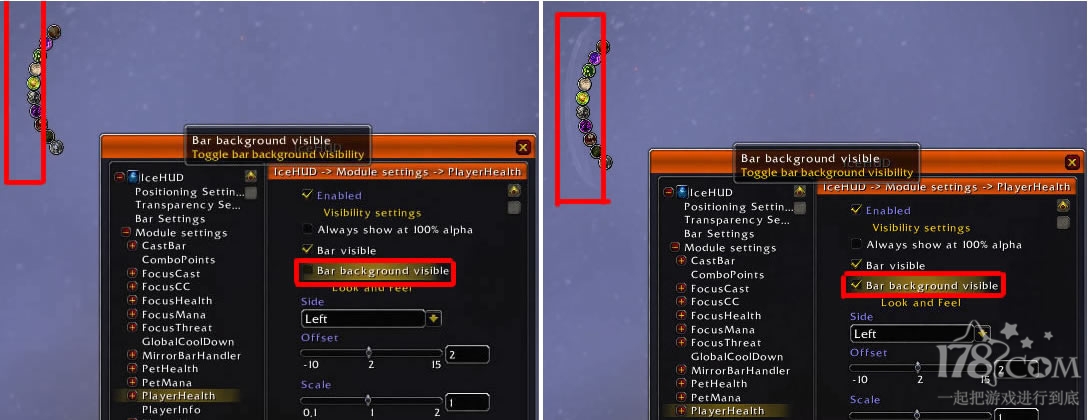 Bar background visible
Toggle bar background visibility
IceHUD -> Module settings -> PlayerHealth
IceHUD
Positioning Settin...
Transparency Se...
Bar Settings
Module settings
CastBar
ComboPoints
FocusCast
FocusCC
FocusHealth
FocusMana
FocusThreat
GlobalCoolDown
MirrorBarHandler
PetHealth
PetMana
PlayerHealth
PlayerInfo
Enabled
Visibility settings
Always show at 100% alpha
Bar visible
Bar background visible
Look and Feel
Side
Left
Offset
-10 2 15
2
Scale
0,1 1 2
1
Bar background visible
Toggle bar background visibility
IceHUD -> Module settings -> PlayerHealth
IceHUD
Positioning Settin...
Transparency Se...
Bar Settings
Module settings
CastBar
ComboPoints
FocusCast
FocusCC
FocusHealth
FocusMana
FocusThreat
GlobalCoolDown
MirrorBarHandler
PetHealth
PetMana
PlayerHealth
Enabled
Visibility settings
Always show at 100% alpha
Bar visible
Bar background visible
Look and Feel
Side
Left
Offset
-10 2 15
2
Scale
1
178.COM
一起把游戏进行到底